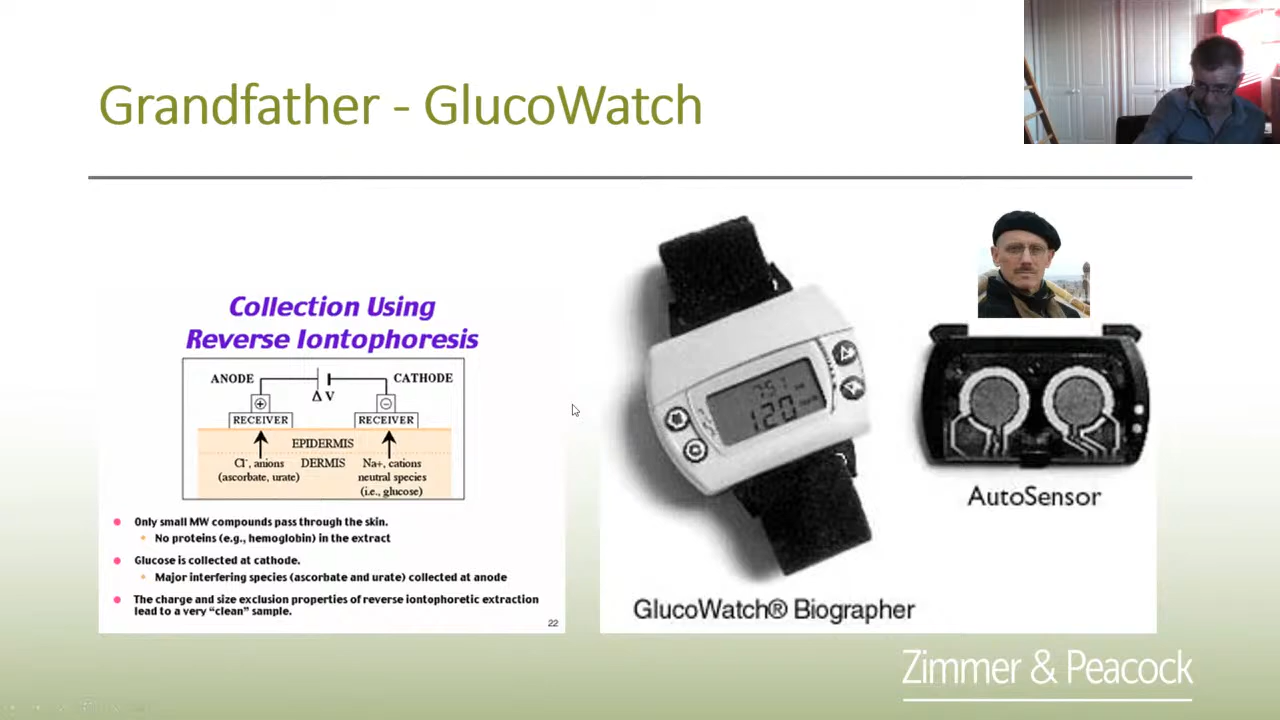 Grandfather - GlucoWatch
Collection Using
Reverse Iontophoresis
ANODE
CATHODE
Δ V
+
−
RECEIVER
RECEIVER
EPIDERMIS
DERMIS
Cl-, anions
(ascorbate, urate)
Na+, cations
neutral species
(i.e., glucose)
Only small MW compounds pass through the skin.
No proteins (e.g., hemoglobin) in the extract
Glucose is collected at cathode.
Major interfering species (ascorbate and urate) collected at anode
The charge and size exclusion properties of reverse iontophoretic extraction
lead to a very “clean” sample.
22
120
AutoSensor
GlucoWatch® Biographer
Zimmer & Peacock